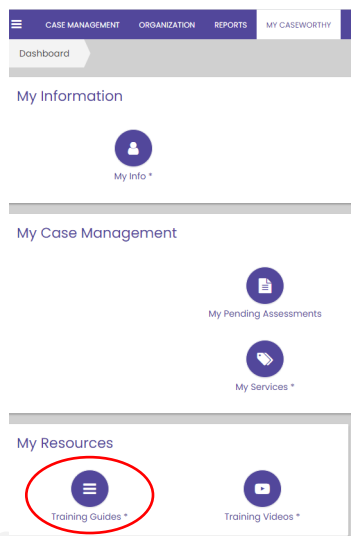 CASE MANAGEMENT ORGANIZATION REPORTS MY CASEWORTHY
Dashboard
My Information
My Info *
My Case Management
My Pending Assessments
My Services *
My Resources
Training Guides * Training Videos *